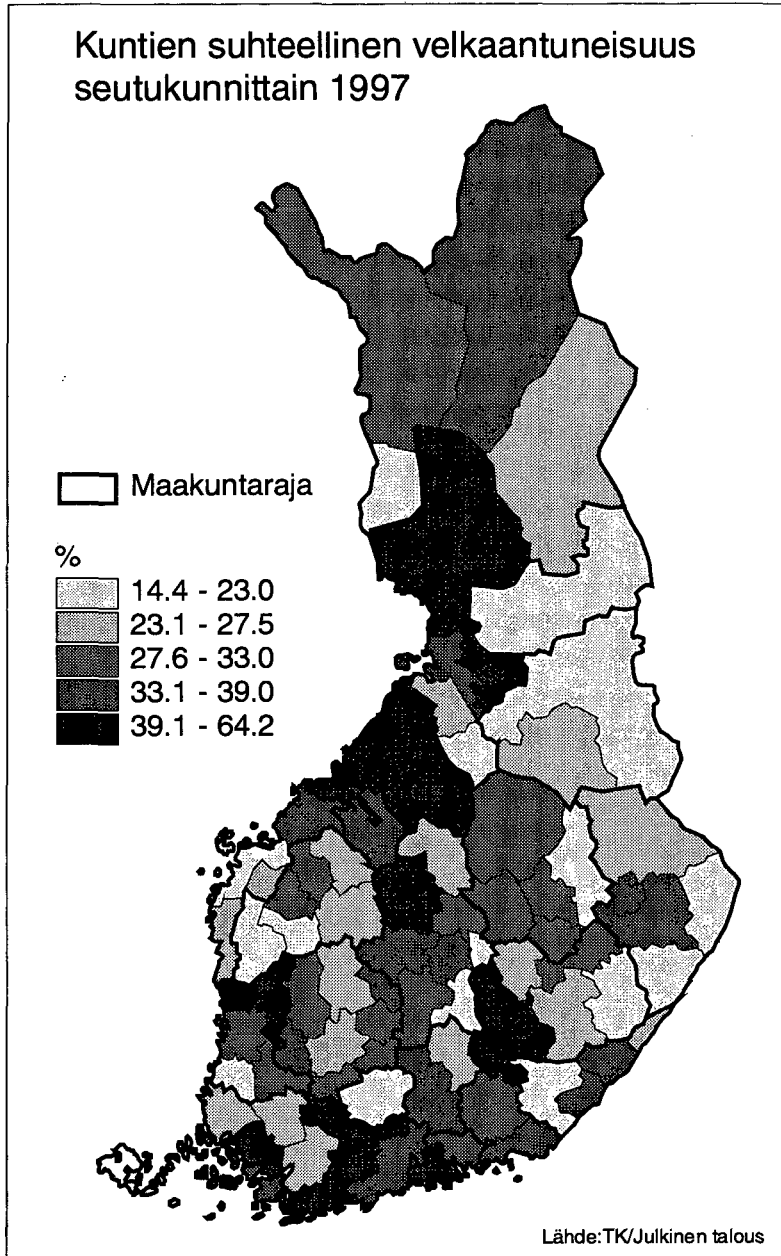 Kuntien suhteellinen velkaantuneisuus
seutukunnittain 1997
Maakuntaraja
%
14.4 - 23.0
23.1 - 27.5
27.6 - 33.0
33.1 - 39.0
39.1 - 64.2
Lähde:TK/Julkinen talous